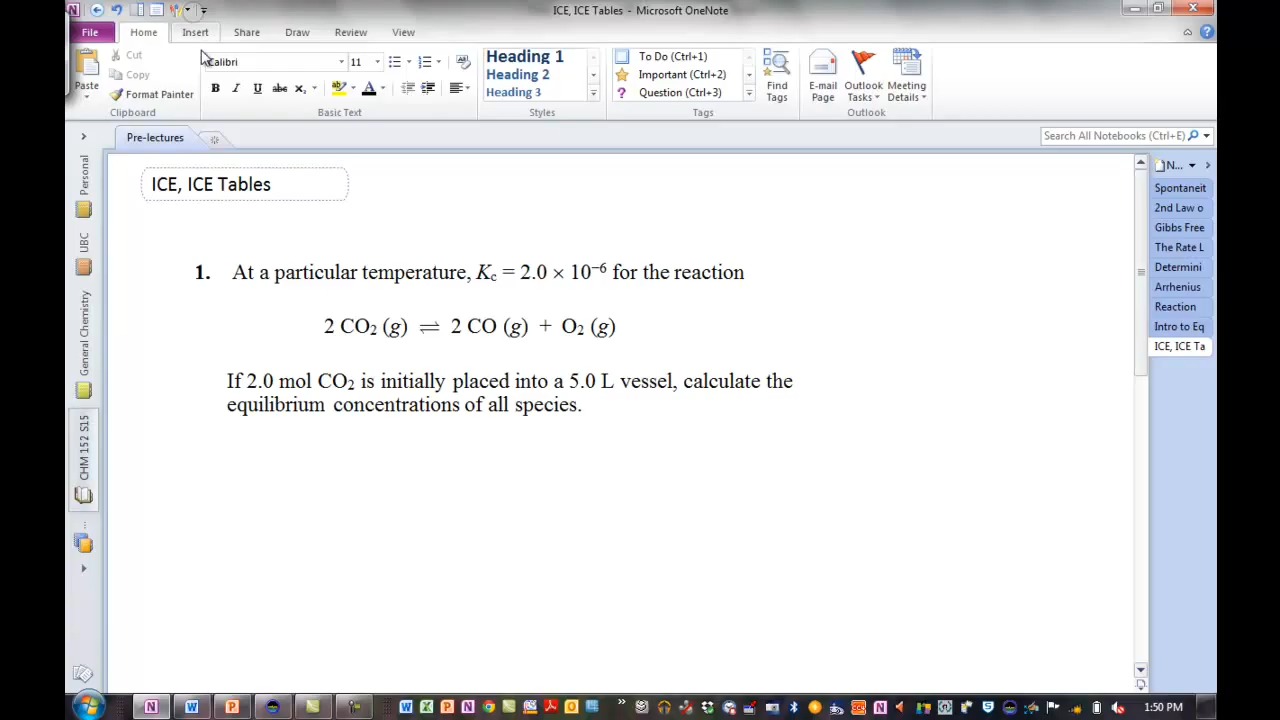 ICE, ICE Tables - Microsoft OneNote
File Home Insert Share Draw Review View
Paste
Cut
Copy
Format Painter
Clipboard
Calibri 11
B I U abc X₂ A
Basic Text
Heading 1
Heading 2
Heading 3
Styles
To Do (Ctrl+1)
Important (Ctrl+2)
Question (Ctrl+3)
Tags
Find Tags
E-mail Page
Outlook Tasks
Meeting Details
Outlook
Pre-lectures
Search All Notebooks (Ctrl+E)
Personal
UBC
General Chemistry
CHM 152 S15
ICE, ICE Tables
1. At a particular temperature, Kc = 2.0 × 10⁻⁶ for the reaction
2 CO₂ (g) ⇌ 2 CO (g) + O₂ (g)
If 2.0 mol CO₂ is initially placed into a 5.0 L vessel, calculate the
equilibrium concentrations of all species.
N...
Spontaneit
2nd Law o
Gibbs Free
The Rate L
Determini
Arrhenius
Reaction
Intro to Eq
ICE, ICE Ta
1:50 PM